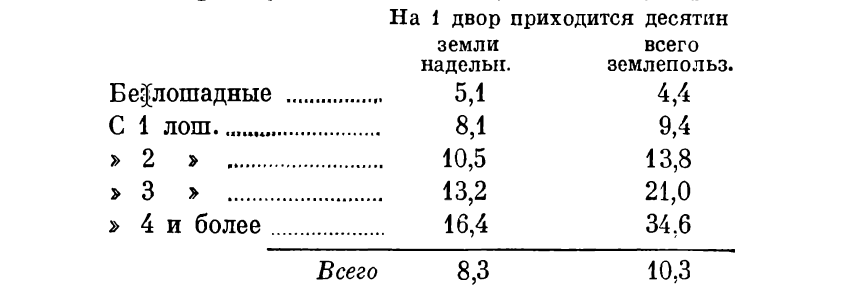 На 1 двор приходится десятин
земли всего
надельн. землепольз.
Безлошадные ................ 5,1 4,4
С 1 лош. ....................... 8,1 9,4
» 2 » ....................... 10,5 13,8
» 3 » ....................... 13,2 21,0
» 4 и более ................ 16,4 34,6
Всего 8,3 10,3